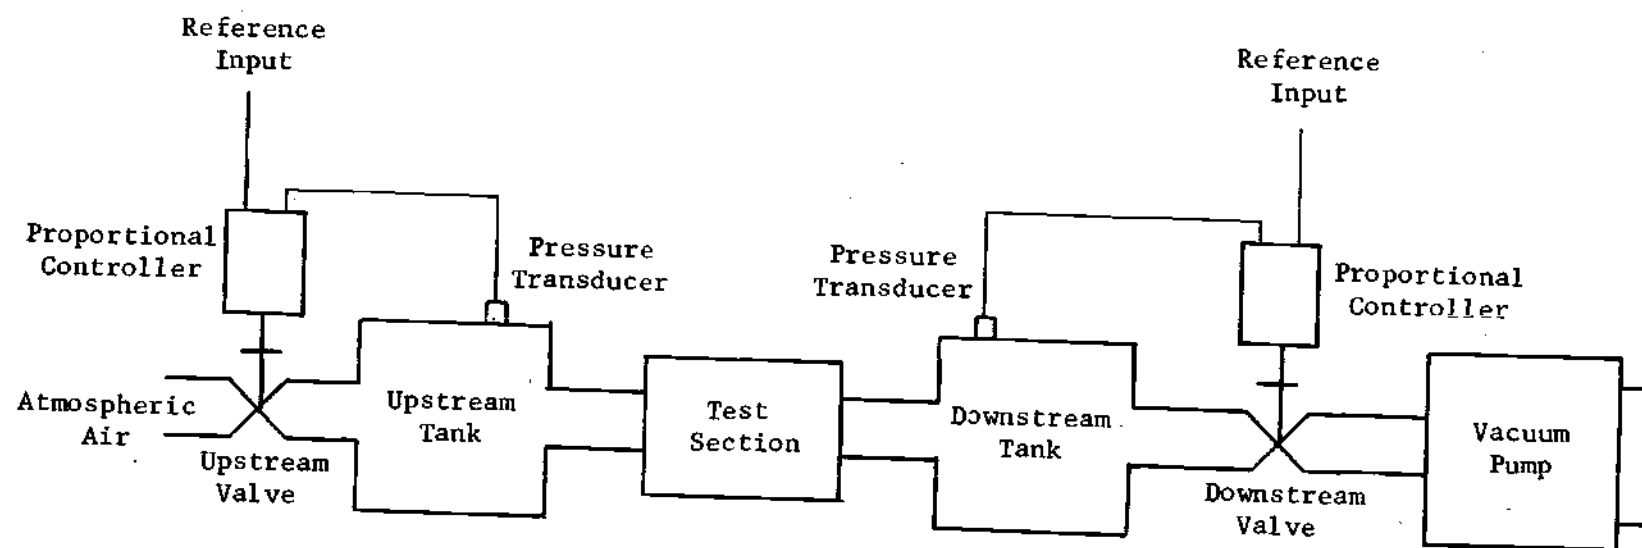 Reference
Input
Reference
Input
Proportional
Controller
Pressure
Transducer
Pressure
Transducer
Proportional
Controller
Atmospheric
Air
Upstream
Valve
Upstream
Tank
Test
Section
Downstream
Tank
Downstream
Valve
Vacuum
Pump